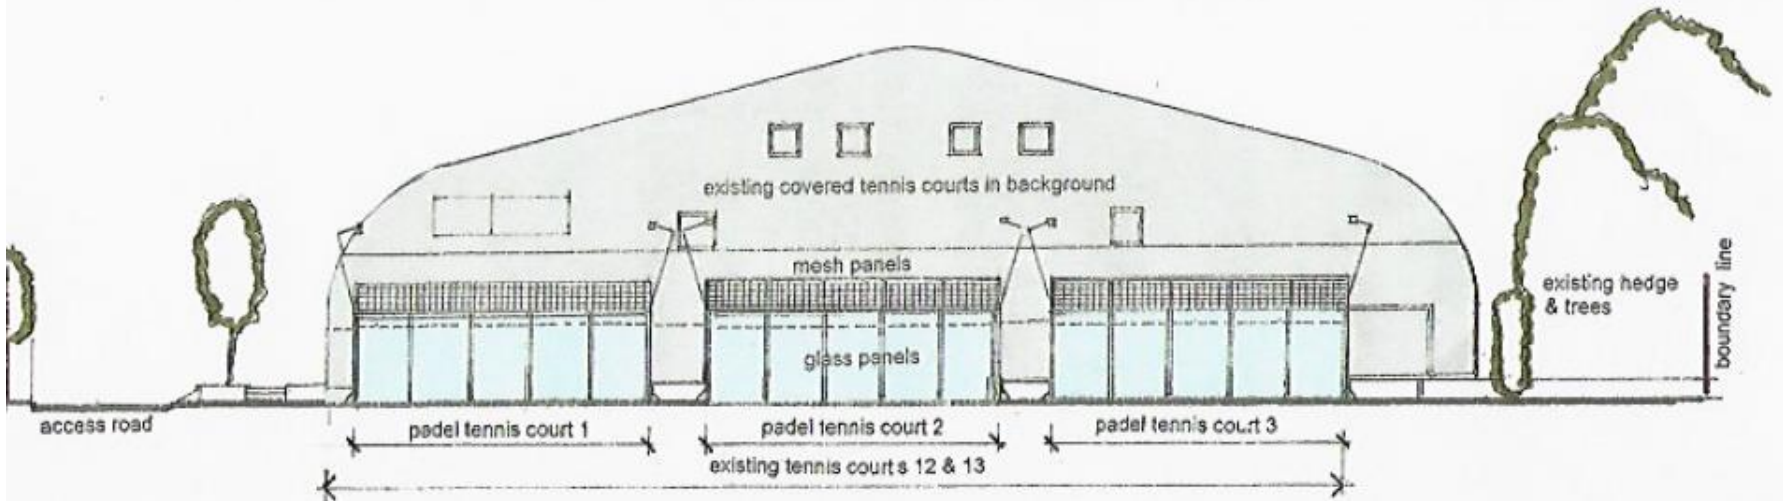 existing covered tennis courts in background
mesh panels
existing hedge
& trees
boundary line
glass panels
access road
padel tennis court 1
padel tennis court 2
padel tennis court 3
existing tennis courts 12 & 13